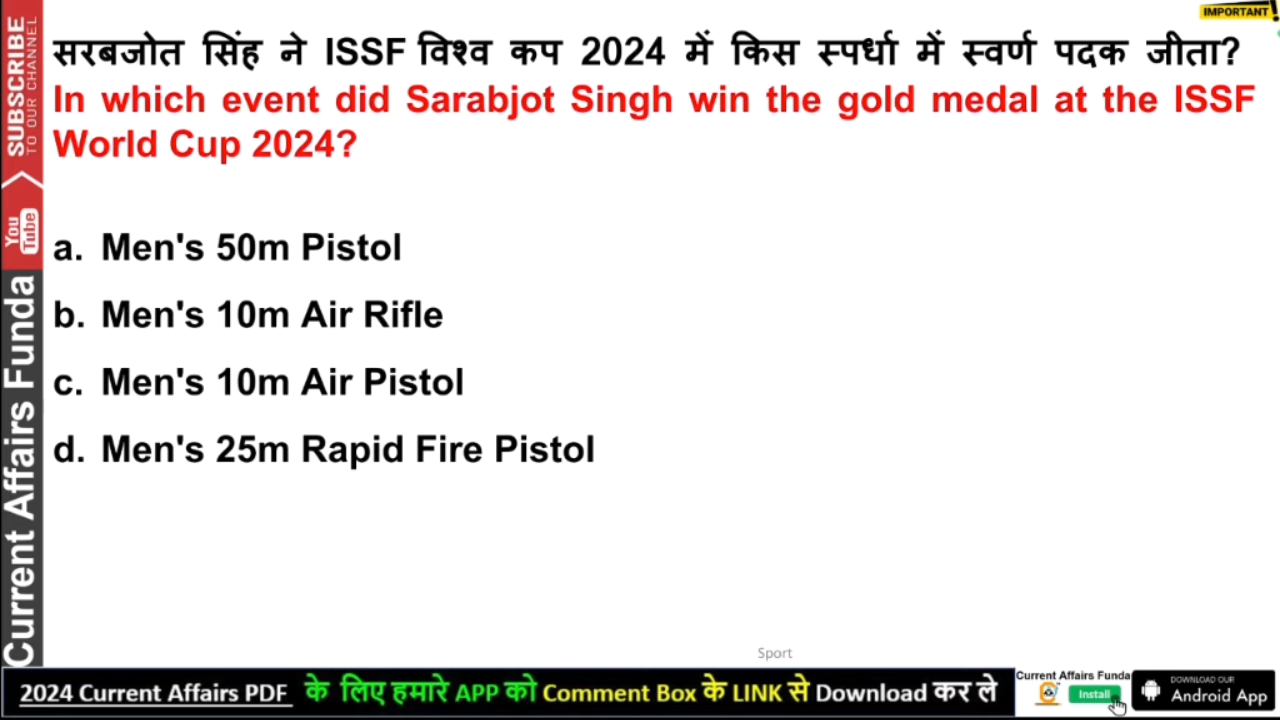 IMPORTANT
सरबजोत सिंह ने ISSF विश्व कप 2024 में किस स्पर्धा में स्वर्ण पदक जीता?
In which event did Sarabjot Singh win the gold medal at the ISSF
World Cup 2024?
a. Men's 50m Pistol
b. Men's 10m Air Rifle
c. Men's 10m Air Pistol
d. Men's 25m Rapid Fire Pistol
SUBSCRIBE
TO OUR CHANNEL
You
Tube
Current Affairs Funda
Sport
2024 Current Affairs PDF के लिए हमारे APP को Comment Box के LINK से Download कर ले
Current Affairs Funda
Install
DOWNLOAD OUR
Android App